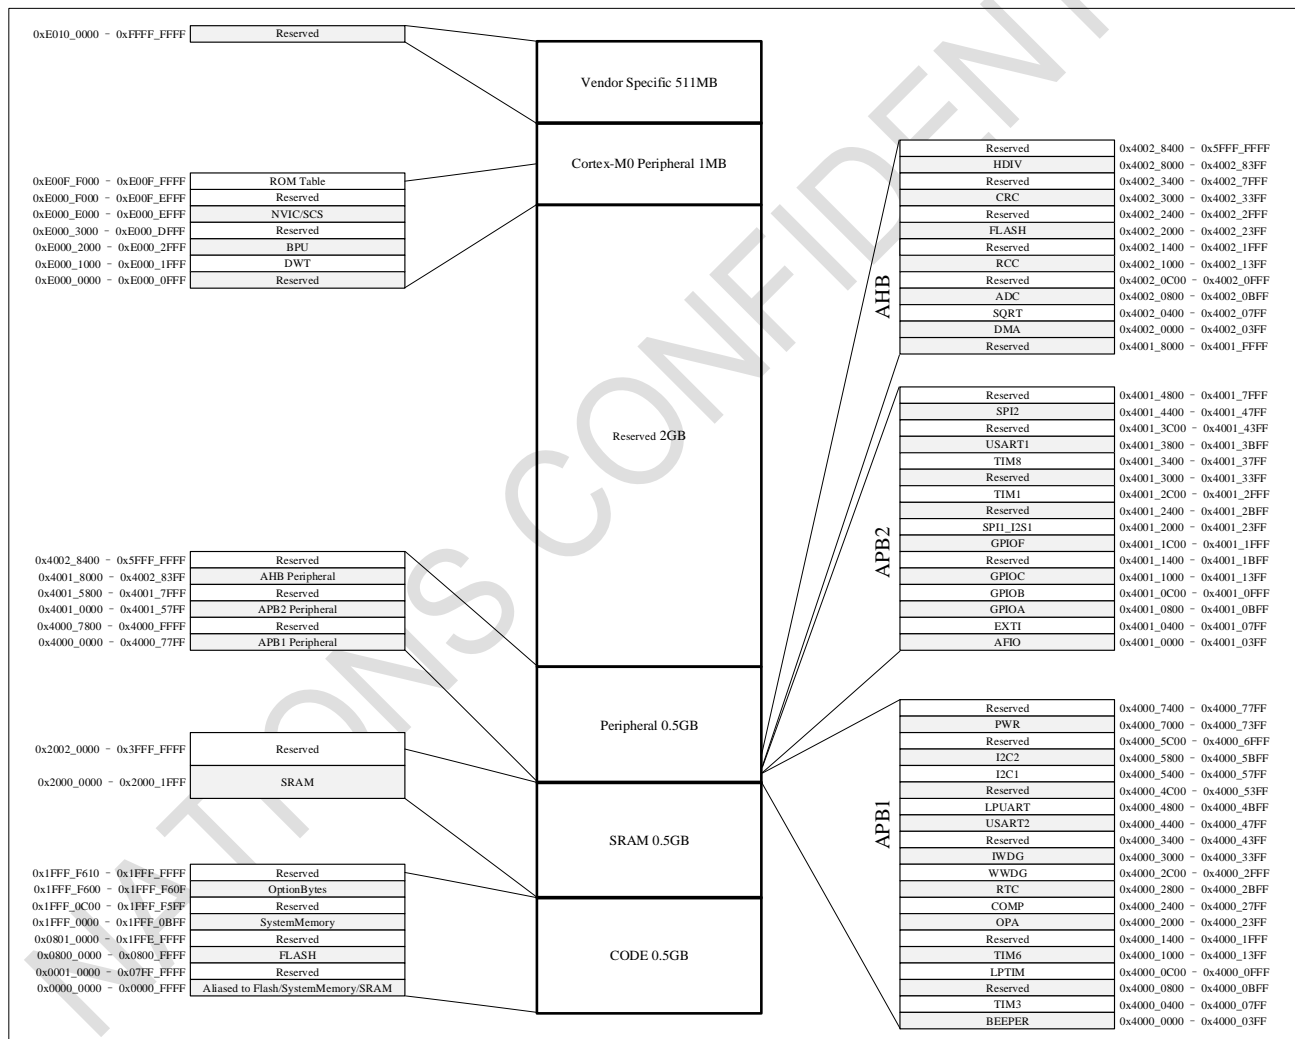 0xE010_0000 - 0xFFFF_FFFF Reserved
Vendor Specific 511MB
Cortex-M0 Peripheral 1MB
0xE00F_F000 - 0xE00F_FFFF ROM Table
0xE000_F000 - 0xE00F_EFFF Reserved
0xE000_E000 - 0xE000_EFFF NVIC/SCS
0xE000_3000 - 0xE000_DFFF Reserved
0xE000_2000 - 0xE000_2FFF BPU
0xE000_1000 - 0xE000_1FFF DWT
0xE000_0000 - 0xE000_0FFF Reserved
Reserved 2GB
0x4002_8400 - 0x5FFF_FFFF Reserved
0x4001_8000 - 0x4002_83FF AHB Peripheral
0x4001_5800 - 0x4001_7FFF Reserved
0x4001_0000 - 0x4001_57FF APB2 Peripheral
0x4000_7800 - 0x4000_FFFF Reserved
0x4000_0000 - 0x4000_77FF APB1 Peripheral
Peripheral 0.5GB
0x2002_0000 - 0x3FFF_FFFF Reserved
0x2000_0000 - 0x2000_1FFF SRAM
SRAM 0.5GB
0x1FFF_F610 - 0x1FFF_FFFF Reserved
0x1FFF_F600 - 0x1FFF_F60F OptionBytes
0x1FFF_0C00 - 0x1FFF_F5FF Reserved
0x1FFF_0000 - 0x1FFF_0BFF SystemMemory
0x0801_0000 - 0x1FFE_FFFF Reserved
0x0800_0000 - 0x0800_FFFF FLASH
0x0001_0000 - 0x07FF_FFFF Reserved
0x0000_0000 - 0x0000_FFFF Aliased to Flash/SystemMemory/SRAM
CODE 0.5GB
AHB
Reserved 0x4002_8400 - 0x5FFF_FFFF
HDIV 0x4002_8000 - 0x4002_83FF
Reserved 0x4002_3400 - 0x4002_7FFF
CRC 0x4002_3000 - 0x4002_33FF
Reserved 0x4002_2400 - 0x4002_2FFF
FLASH 0x4002_2000 - 0x4002_23FF
Reserved 0x4002_1400 - 0x4002_1FFF
RCC 0x4002_1000 - 0x4002_13FF
Reserved 0x4002_0C00 - 0x4002_0FFF
ADC 0x4002_0800 - 0x4002_0BFF
SQRT 0x4002_0400 - 0x4002_07FF
DMA 0x4002_0000 - 0x4002_03FF
Reserved 0x4001_8000 - 0x4001_FFFF
APB2
Reserved 0x4001_4800 - 0x4001_7FFF
SPI2 0x4001_4400 - 0x4001_47FF
Reserved 0x4001_3C00 - 0x4001_43FF
USART1 0x4001_3800 - 0x4001_3BFF
TIM8 0x4001_3400 - 0x4001_37FF
Reserved 0x4001_3000 - 0x4001_33FF
TIM1 0x4001_2C00 - 0x4001_2FFF
Reserved 0x4001_2400 - 0x4001_2BFF
SPI1_I2S1 0x4001_2000 - 0x4001_23FF
GPIOF 0x4001_1C00 - 0x4001_1FFF
Reserved 0x4001_1400 - 0x4001_1BFF
GPIOC 0x4001_1000 - 0x4001_13FF
GPIOB 0x4001_0C00 - 0x4001_0FFF
GPIOA 0x4001_0800 - 0x4001_0BFF
EXTI 0x4001_0400 - 0x4001_07FF
AFIO 0x4001_0000 - 0x4001_03FF
APB1
Reserved 0x4000_7400 - 0x4000_77FF
PWR 0x4000_7000 - 0x4000_73FF
Reserved 0x4000_5C00 - 0x4000_6FFF
I2C2 0x4000_5800 - 0x4000_5BFF
I2C1 0x4000_5400 - 0x4000_57FF
Reserved 0x4000_4C00 - 0x4000_53FF
LPUART 0x4000_4800 - 0x4000_4BFF
USART2 0x4000_4400 - 0x4000_47FF
Reserved 0x4000_3400 - 0x4000_43FF
IWDG 0x4000_3000 - 0x4000_33FF
WWDG 0x4000_2C00 - 0x4000_2FFF
RTC 0x4000_2800 - 0x4000_2BFF
COMP 0x4000_2400 - 0x4000_27FF
OPA 0x4000_2000 - 0x4000_23FF
Reserved 0x4000_1400 - 0x4000_1FFF
TIM6 0x4000_1000 - 0x4000_13FF
LPTIM 0x4000_0C00 - 0x4000_0FFF
Reserved 0x4000_0800 - 0x4000_0BFF
TIM3 0x4000_0400 - 0x4000_07FF
BEEPER 0x4000_0000 - 0x4000_03FF
NATIONS CONFIDENT